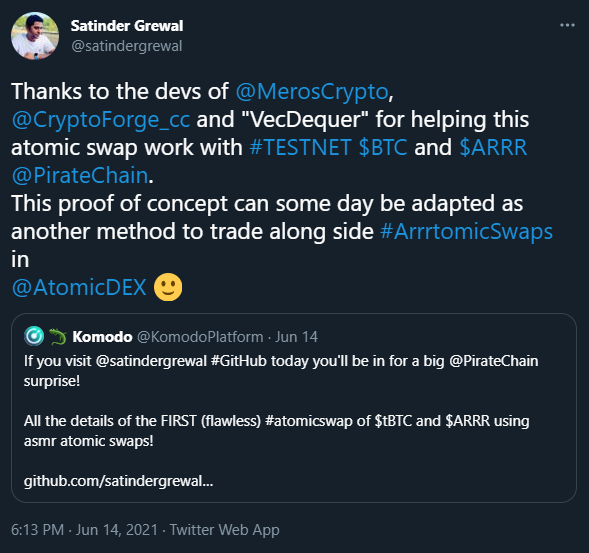 Satinder Grewal
@satindergrewal
Thanks to the devs of @MerosCrypto,
@CryptoForge_cc and "VecDequer" for helping this
atomic swap work with #TESTNET $BTC and $ARRR
@PirateChain.
This proof of concept can some day be adapted as
another method to trade along side #ArrrtomicSwaps
in
@AtomicDEX 🙂
Komodo @KomodoPlatform · Jun 14
If you visit @satindergrewal #GitHub today you'll be in for a big @PirateChain
surprise!
All the details of the FIRST (flawless) #atomicswap of $tBTC and $ARRR using
asmr atomic swaps!
github.com/satindergrewal...
6:13 PM · Jun 14, 2021 · Twitter Web App